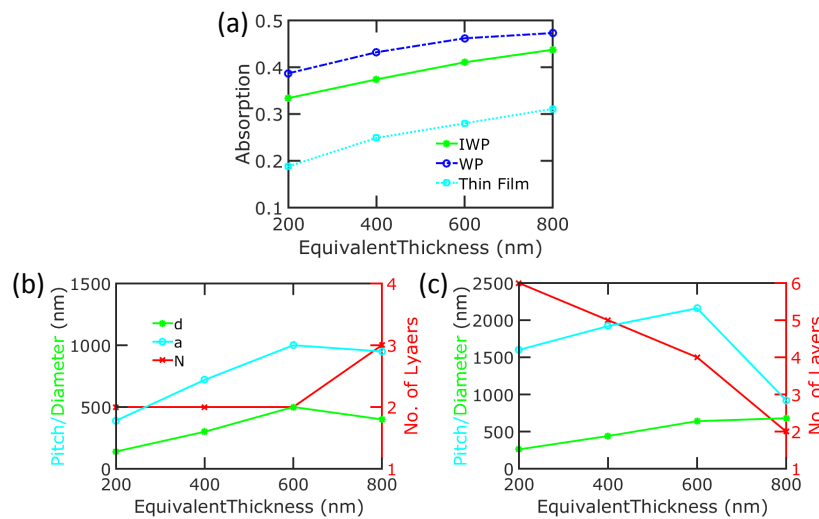 (a)
0.5
0.4
0.3
0.2
0.1
Absorption
IWP
WP
Thin Film
200 400 600 800
EquivalentThickness (nm)
(b)
1500
1000
500
0
Pitch/Diameter (nm)
d
a
N
4
3
2
1
No. of Lyaers
200 400 600 800
EquivalentThickness (nm)
(c)
2500
2000
1500
1000
500
0
Pitch/Diameter (nm)
6
5
4
3
2
1
No. of Layers
200 400 600 800
EquivalentThickness (nm)